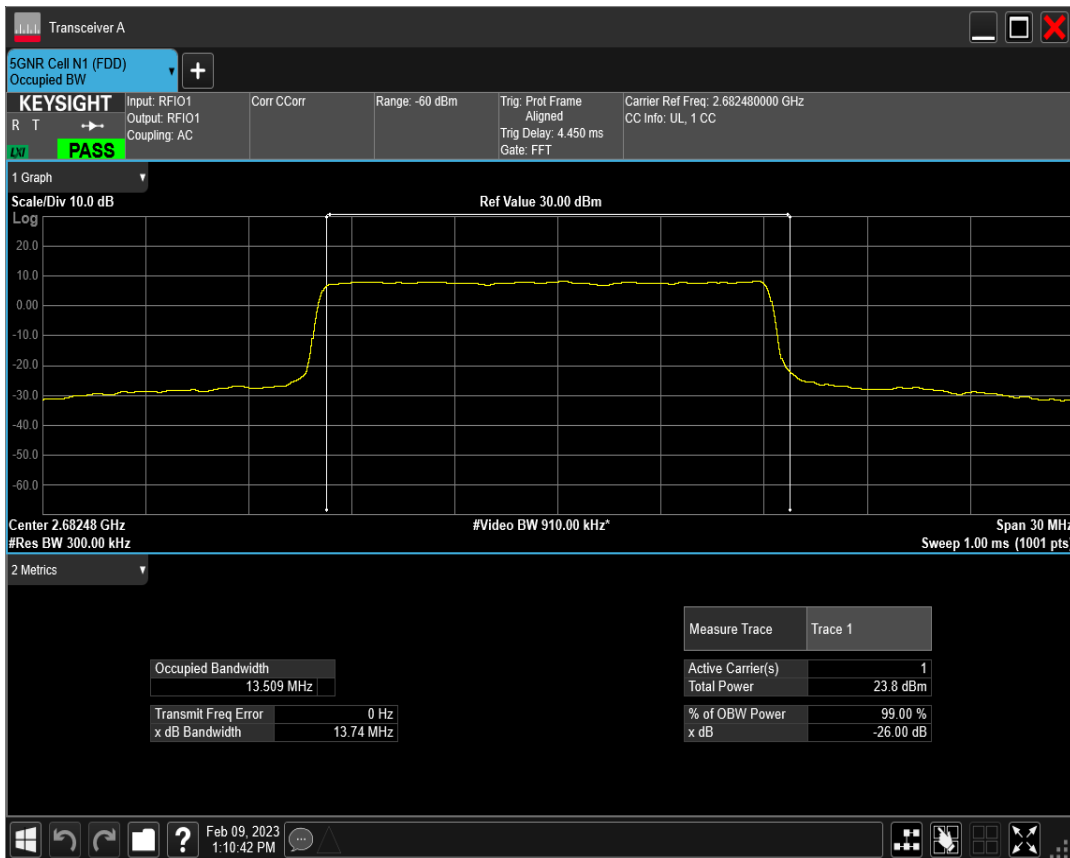 Transceiver A
5GNR Cell N1 (FDD)
Occupied BW
+
KEYSIGHT
R T
LXI
PASS
Input: RFIO1
Output: RFIO1
Coupling: AC
Corr CCorr
Range: -60 dBm
Trig: Prot Frame
Aligned
Trig Delay: 4.450 ms
Gate: FFT
Carrier Ref Freq: 2.682480000 GHz
CC Info: UL, 1 CC
1 Graph
Scale/Div 10.0 dB
Ref Value 30.00 dBm
Log
20.0
10.0
0.00
-10.0
-20.0
-30.0
-40.0
-50.0
-60.0
Center 2.68248 GHz
#Video BW 910.00 kHz*
Span 30 MHz
#Res BW 300.00 kHz
Sweep 1.00 ms (1001 pts)
2 Metrics
Measure Trace Trace 1
Occupied Bandwidth
13.509 MHz
Active Carrier(s) 1
Total Power 23.8 dBm
Transmit Freq Error 0 Hz
x dB Bandwidth 13.74 MHz
% of OBW Power 99.00 %
x dB -26.00 dB
?
Feb 09, 2023
1:10:42 PM